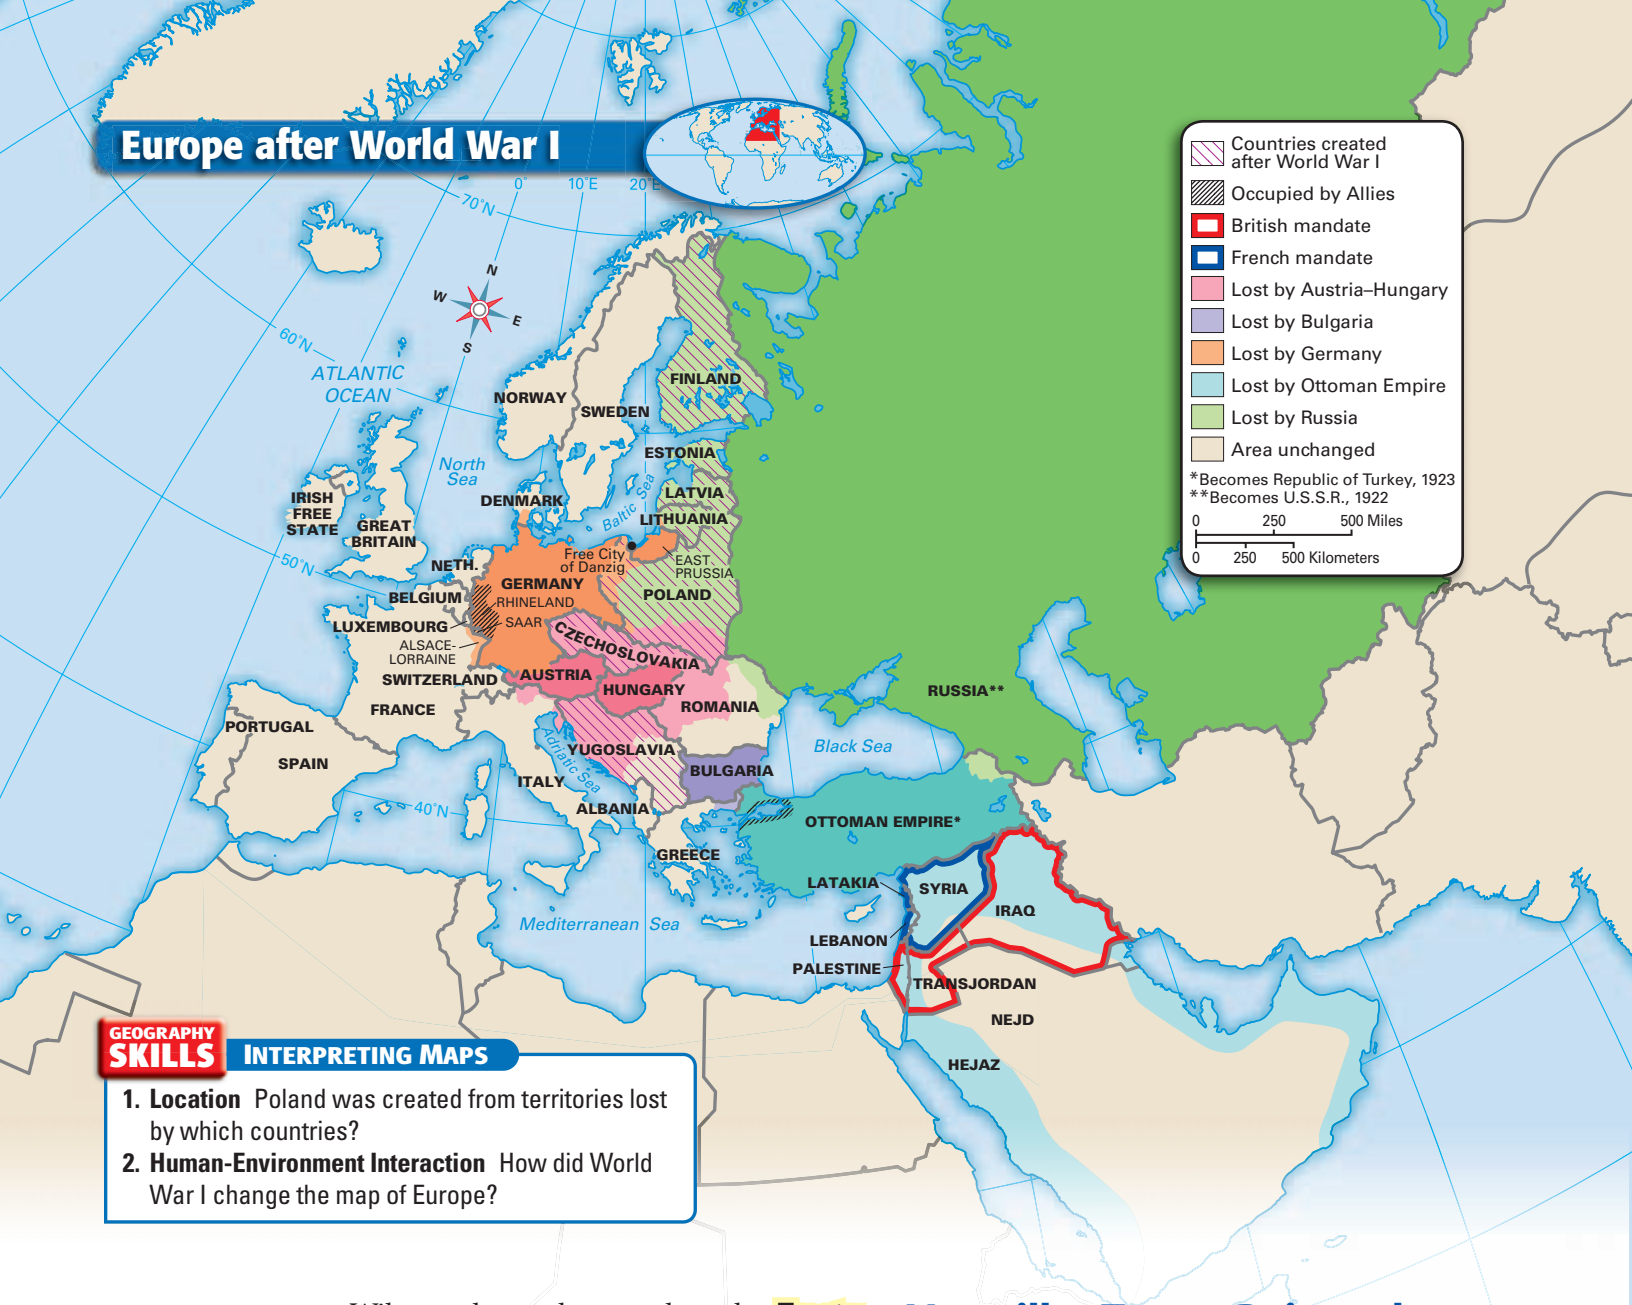 Europe after World War I
0°
10°E
20°E
70°N
60°N
50°N
40°N
N
W
E
S
ATLANTIC
OCEAN
North
Sea
Baltic Sea
Adriatic Sea
Black Sea
Mediterranean Sea
NORWAY
SWEDEN
FINLAND
ESTONIA
LATVIA
LITHUANIA
DENMARK
IRISH
FREE
STATE
GREAT
BRITAIN
NETH.
BELGIUM
LUXEMBOURG
ALSACE-
LORRAINE
SWITZERLAND
FRANCE
PORTUGAL
SPAIN
GERMANY
RHINELAND
SAAR
Free City
of Danzig
EAST
PRUSSIA
POLAND
CZECHOSLOVAKIA
AUSTRIA
HUNGARY
ROMANIA
YUGOSLAVIA
BULGARIA
ITALY
ALBANIA
GREECE
RUSSIA**
OTTOMAN EMPIRE*
LATAKIA
SYRIA
IRAQ
LEBANON
PALESTINE
TRANSJORDAN
NEJD
HEJAZ
Countries created
after World War I
Occupied by Allies
British mandate
French mandate
Lost by Austria–Hungary
Lost by Bulgaria
Lost by Germany
Lost by Ottoman Empire
Lost by Russia
Area unchanged
*Becomes Republic of Turkey, 1923
**Becomes U.S.S.R., 1922
0 250 500 Miles
0 250 500 Kilometers
GEOGRAPHY
SKILLS
INTERPRETING MAPS
1. Location Poland was created from territories lost
by which countries?
2. Human-Environment Interaction How did World
War I change the map of Europe?